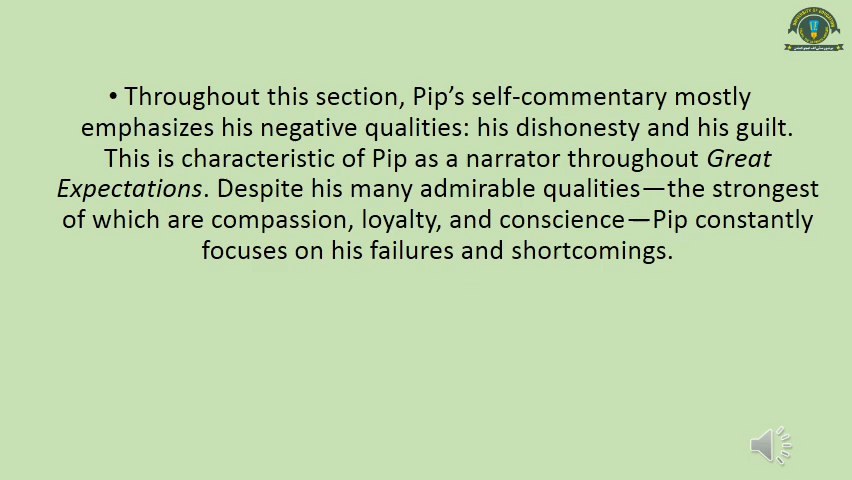 • Throughout this section, Pip’s self-commentary mostly
emphasizes his negative qualities: his dishonesty and his guilt.
This is characteristic of Pip as a narrator throughout Great
Expectations. Despite his many admirable qualities—the strongest
of which are compassion, loyalty, and conscience—Pip constantly
focuses on his failures and shortcomings.